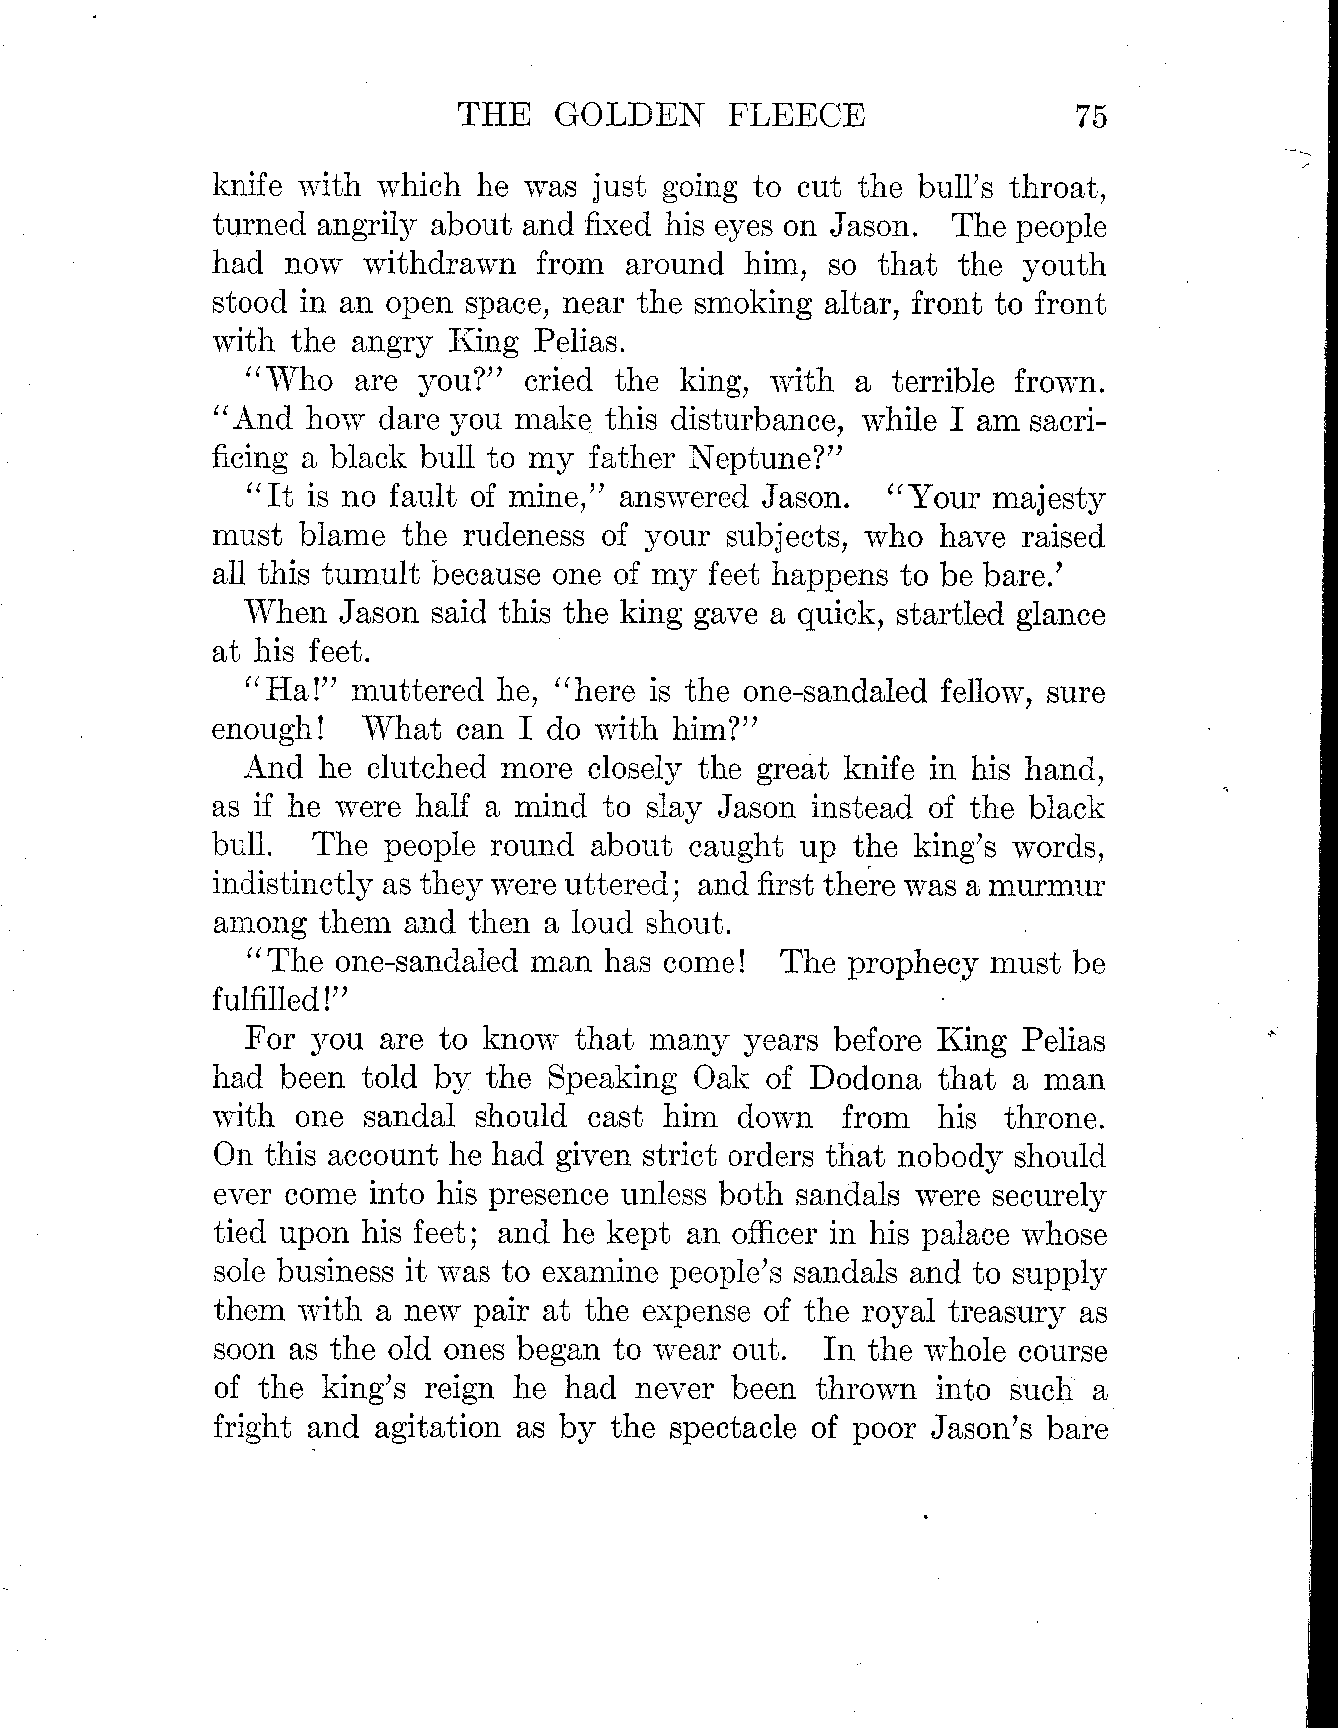 THE GOLDEN FLEECE 75
knife with which he was just going to cut the bull's throat,
turned angrily about and fixed his eyes on Jason. The people
had now withdrawn from around him, so that the youth
stood in an open space, near the smoking altar, front to front
with the angry King Pelias.
"Who are you?" cried the king, with a terrible frown.
"And how dare you make this disturbance, while I am sacri-
ficing a black bull to my father Neptune?"
"It is no fault of mine," answered Jason. "Your majesty
must blame the rudeness of your subjects, who have raised
all this tumult because one of my feet happens to be bare.'
When Jason said this the king gave a quick, startled glance
at his feet.
"Ha!" muttered he, "here is the one-sandaled fellow, sure
enough! What can I do with him?"
And he clutched more closely the great knife in his hand,
as if he were half a mind to slay Jason instead of the black
bull. The people round about caught up the king's words,
indistinctly as they were uttered; and first there was a murmur
among them and then a loud shout.
"The one-sandaled man has come! The prophecy must be
fulfilled!"
For you are to know that many years before King Pelias
had been told by the Speaking Oak of Dodona that a man
with one sandal should cast him down from his throne.
On this account he had given strict orders that nobody should
ever come into his presence unless both sandals were securely
tied upon his feet; and he kept an officer in his palace whose
sole business it was to examine people's sandals and to supply
them with a new pair at the expense of the royal treasury as
soon as the old ones began to wear out. In the whole course
of the king's reign he had never been thrown into such a
fright and agitation as by the spectacle of poor Jason's bare